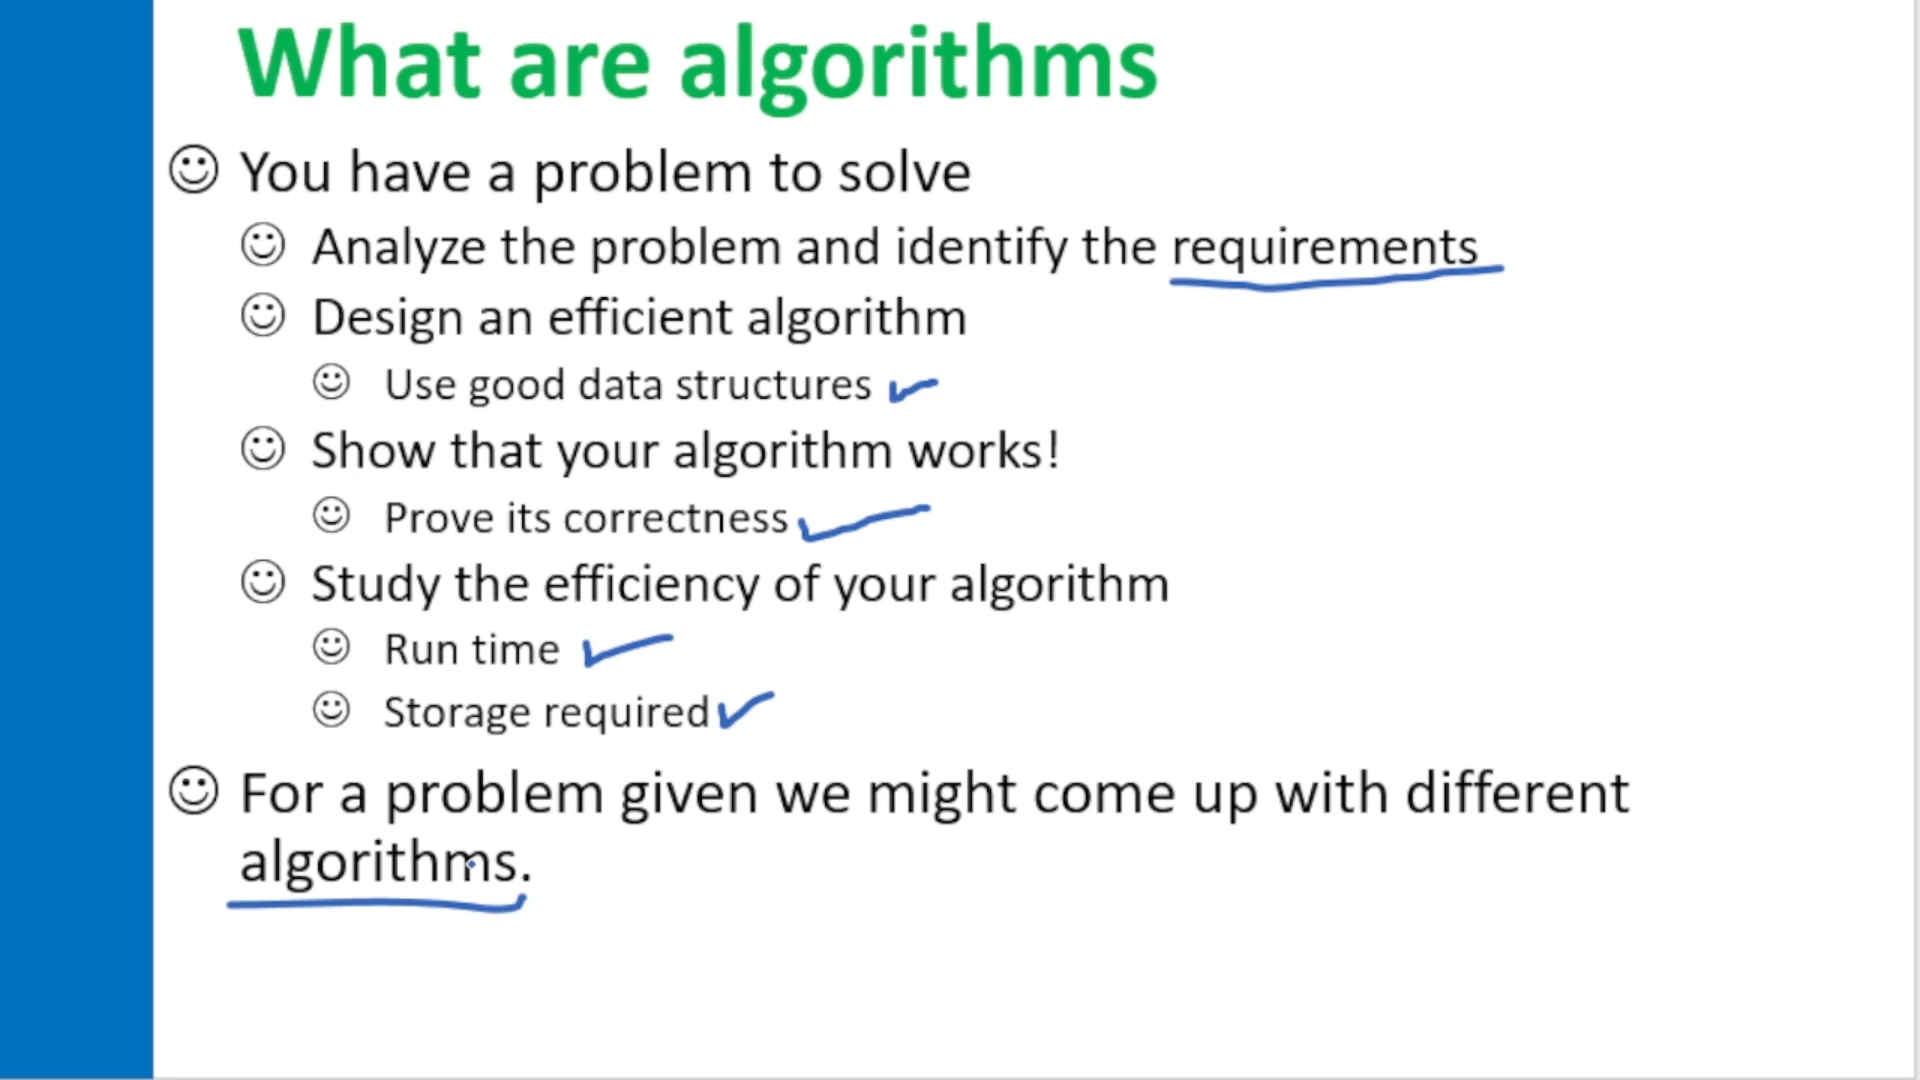 What are algorithms
You have a problem to solve
Analyze the problem and identify the requirements
Design an efficient algorithm
Use good data structures
Show that your algorithm works!
Prove its correctness
Study the efficiency of your algorithm
Run time
Storage required
For a problem given we might come up with different
algorithms.